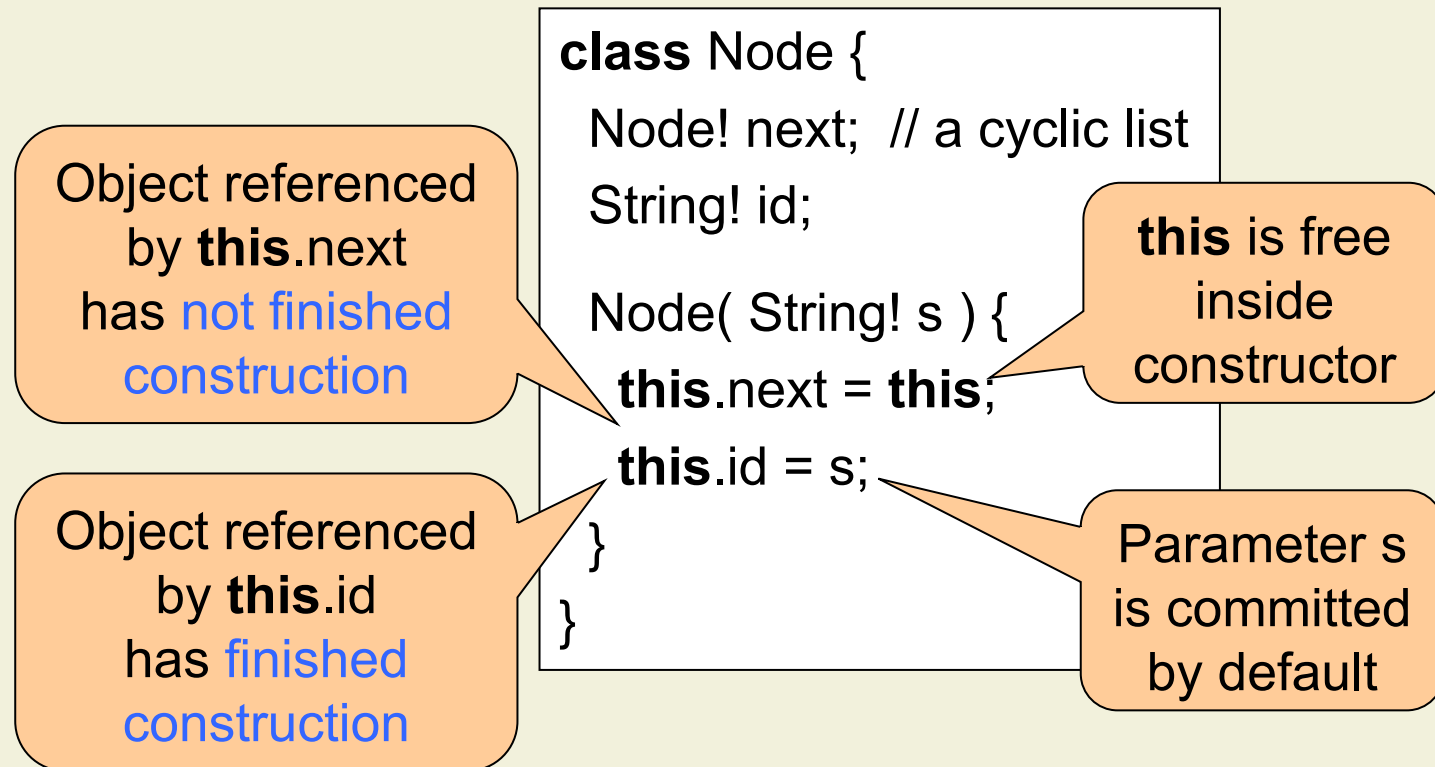 class Node {
Node! next;  // a cyclic list
String! id;
Node( String! s ) {
this.next = this;
this.id = s;
}
}
Object referenced
by this.next
has not finished
construction
Object referenced
by this.id
has finished
construction
this is free
inside
constructor
Parameter s
is committed
by default